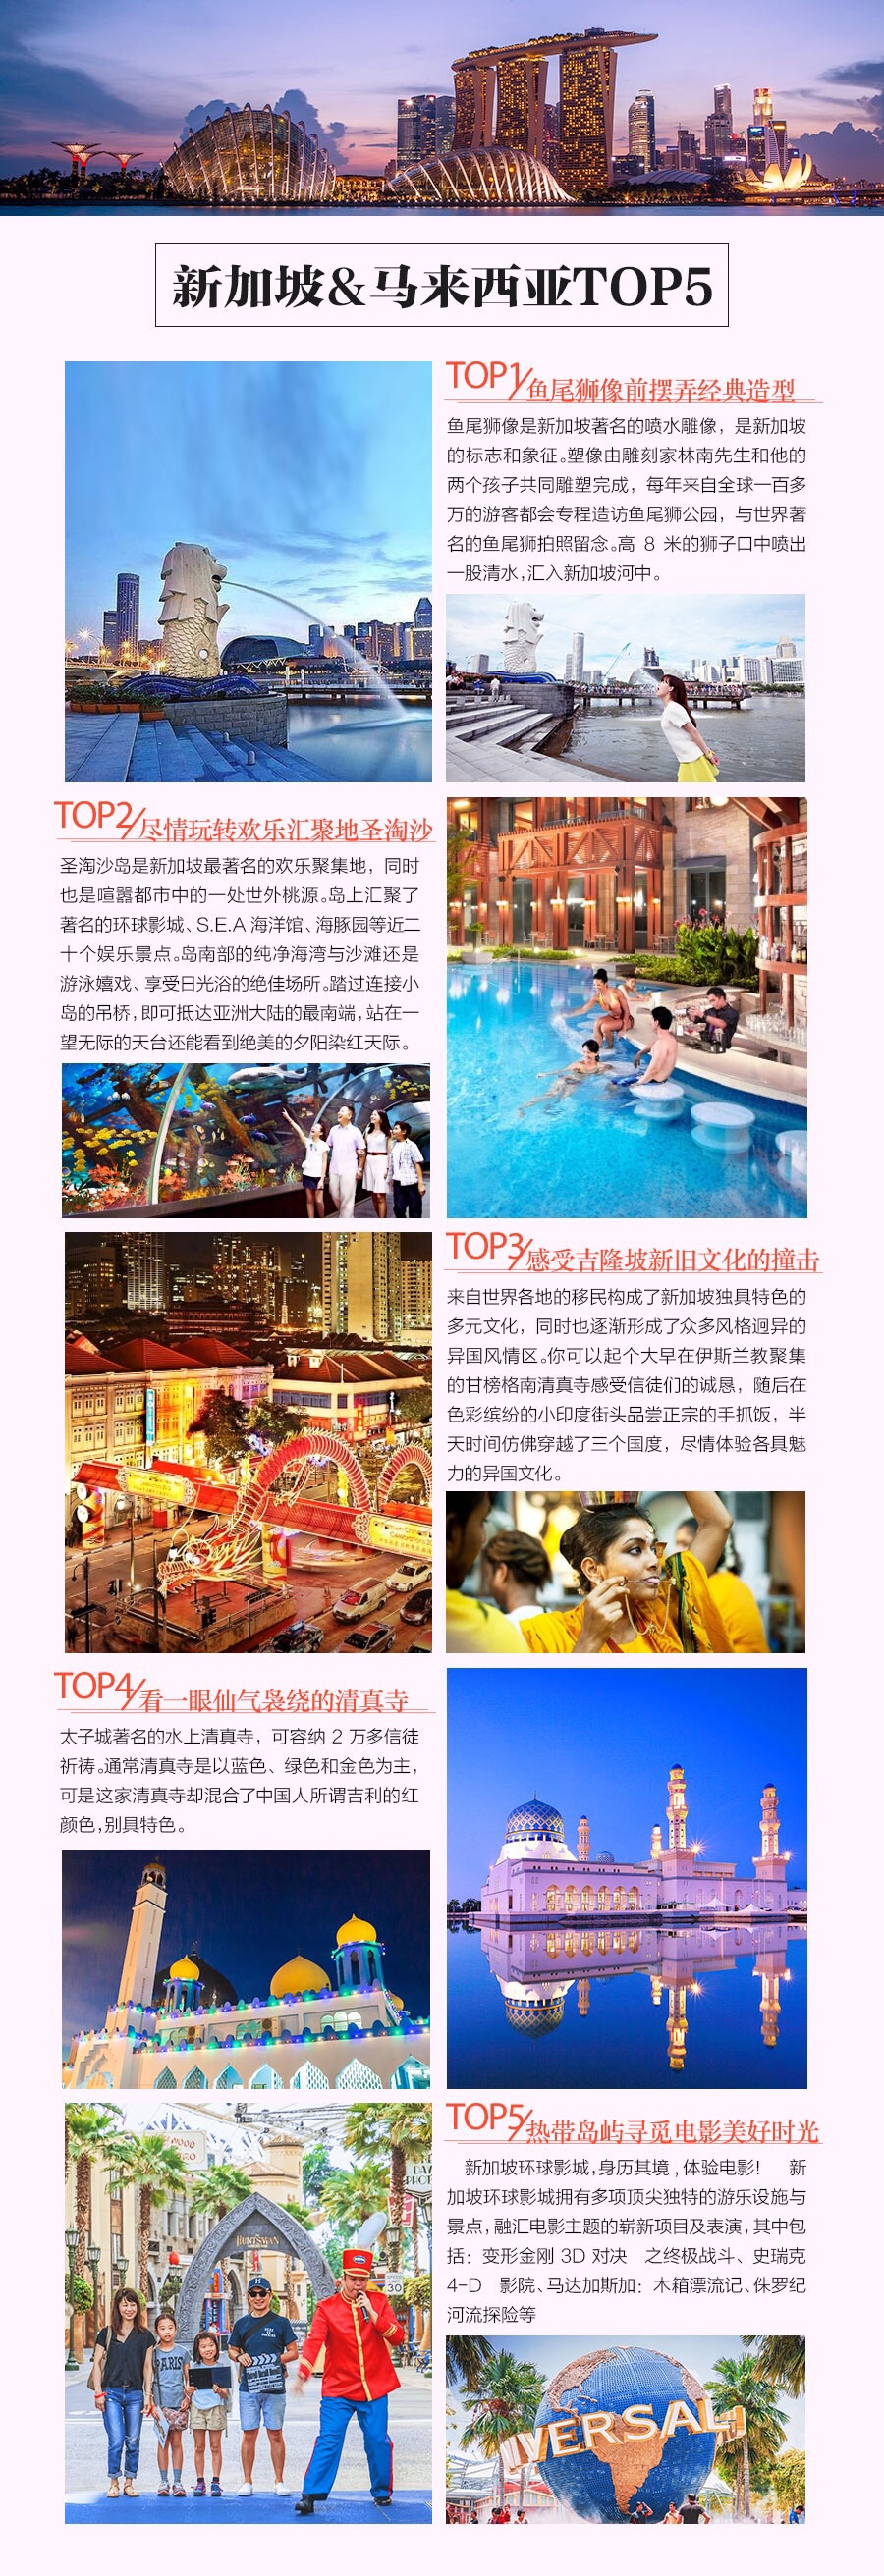 新加坡&马来西亚TOP5
TOP1/鱼尾狮像前摆弄经典造型
鱼尾狮像是新加坡著名的喷水雕像，是新加坡
的标志和象征。塑像由雕刻家林南先生和他的
两个孩子共同雕塑完成，每年来自全球一百多
万的游客都会专程造访鱼尾狮公园，与世界著
名的鱼尾狮拍照留念。高 8 米的狮子口中喷出
一股清水，汇入新加坡河中。
TOP2/尽情玩转欢乐汇聚地圣淘沙
圣淘沙岛是新加坡最著名的欢乐聚集地，同时
也是喧嚣都市中的一处世外桃源。岛上汇聚了
著名的环球影城、S.E.A 海洋馆、海豚园等近二
十个娱乐景点。岛南部的纯净海湾与沙滩还是
游泳嬉戏、享受日光浴的绝佳场所。踏过连接小
岛的吊桥，即可抵达亚洲大陆的最南端，站在一
望无际的天台还能看到绝美的夕阳染红天际。
TOP3/感受吉隆坡新旧文化的撞击
来自世界各地的移民构成了新加坡独具特色的
多元文化，同时也逐渐形成了众多风格迥异的
异国风情区。你可以起个大早在伊斯兰教聚集
的甘榜格南清真寺感受信徒们的诚恳，随后在
色彩缤纷的小印度街头品尝正宗的手抓饭，半
天时间仿佛穿越了三个国度，尽情体验各具魅
力的异国文化。
TOP4/看一眼仙气袅绕的清真寺
太子城著名的水上清真寺，可容纳 2 万多信徒
祈祷。通常清真寺是以蓝色、绿色和金色为主，
可是这家清真寺却混合了中国人所谓吉利的红
颜色，别具特色。
TOP5/热带岛屿寻觅电影美好时光
新加坡环球影城，身历其境，体验电影！ 新
加坡环球影城拥有多项顶尖独特的游乐设施与
景点，融汇电影主题的崭新项目及表演，其中包
括：变形金刚 3D 对决 之终极战斗、史瑞克
4-D 影院、马达加斯加：木箱漂流记、侏罗纪
河流探险等
HUNTSWAN
PARIS
30
VERSAL